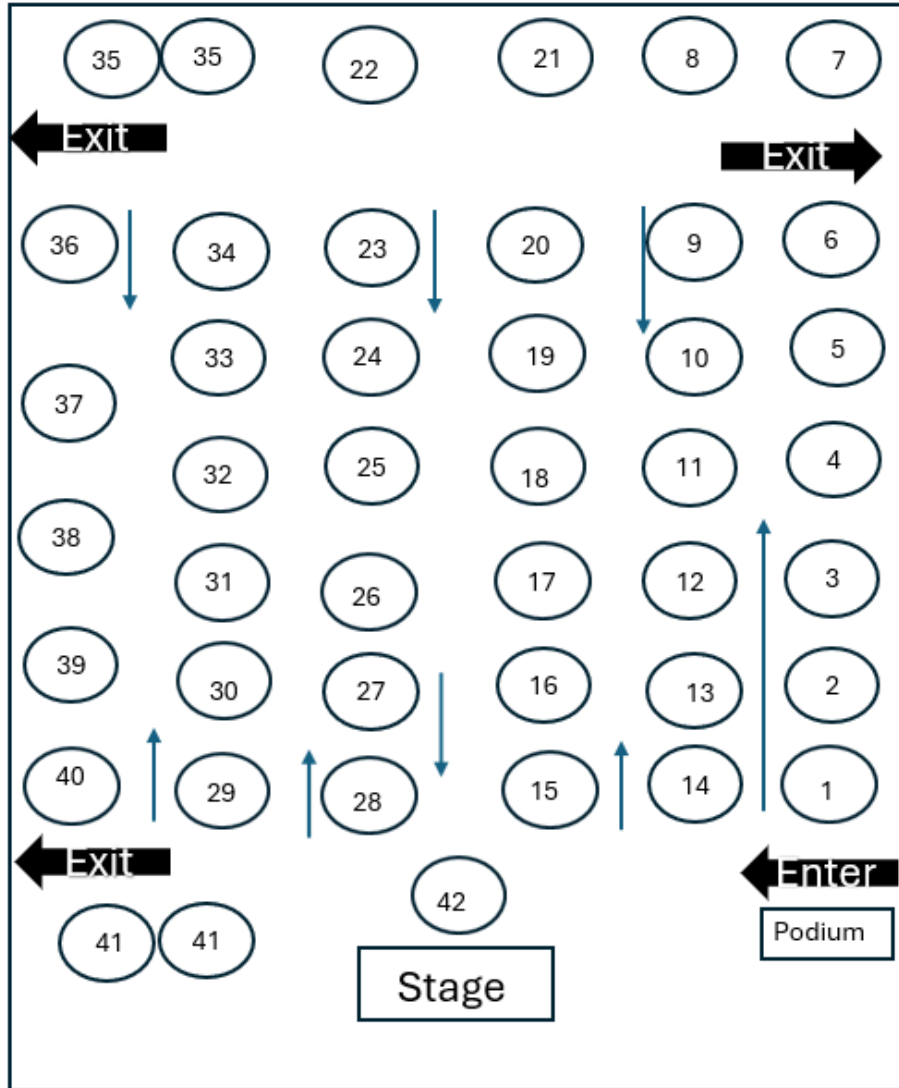 35 35 22 21 8 7
Exit Exit
36 34 23 20 9 6
33 24 19 10 5
37
32 25 18 11 4
38
31 26 17 12 3
39 30 27 16 13 2
40 29 28 15 14 1
Exit Enter
42
41 41 Podium
Stage